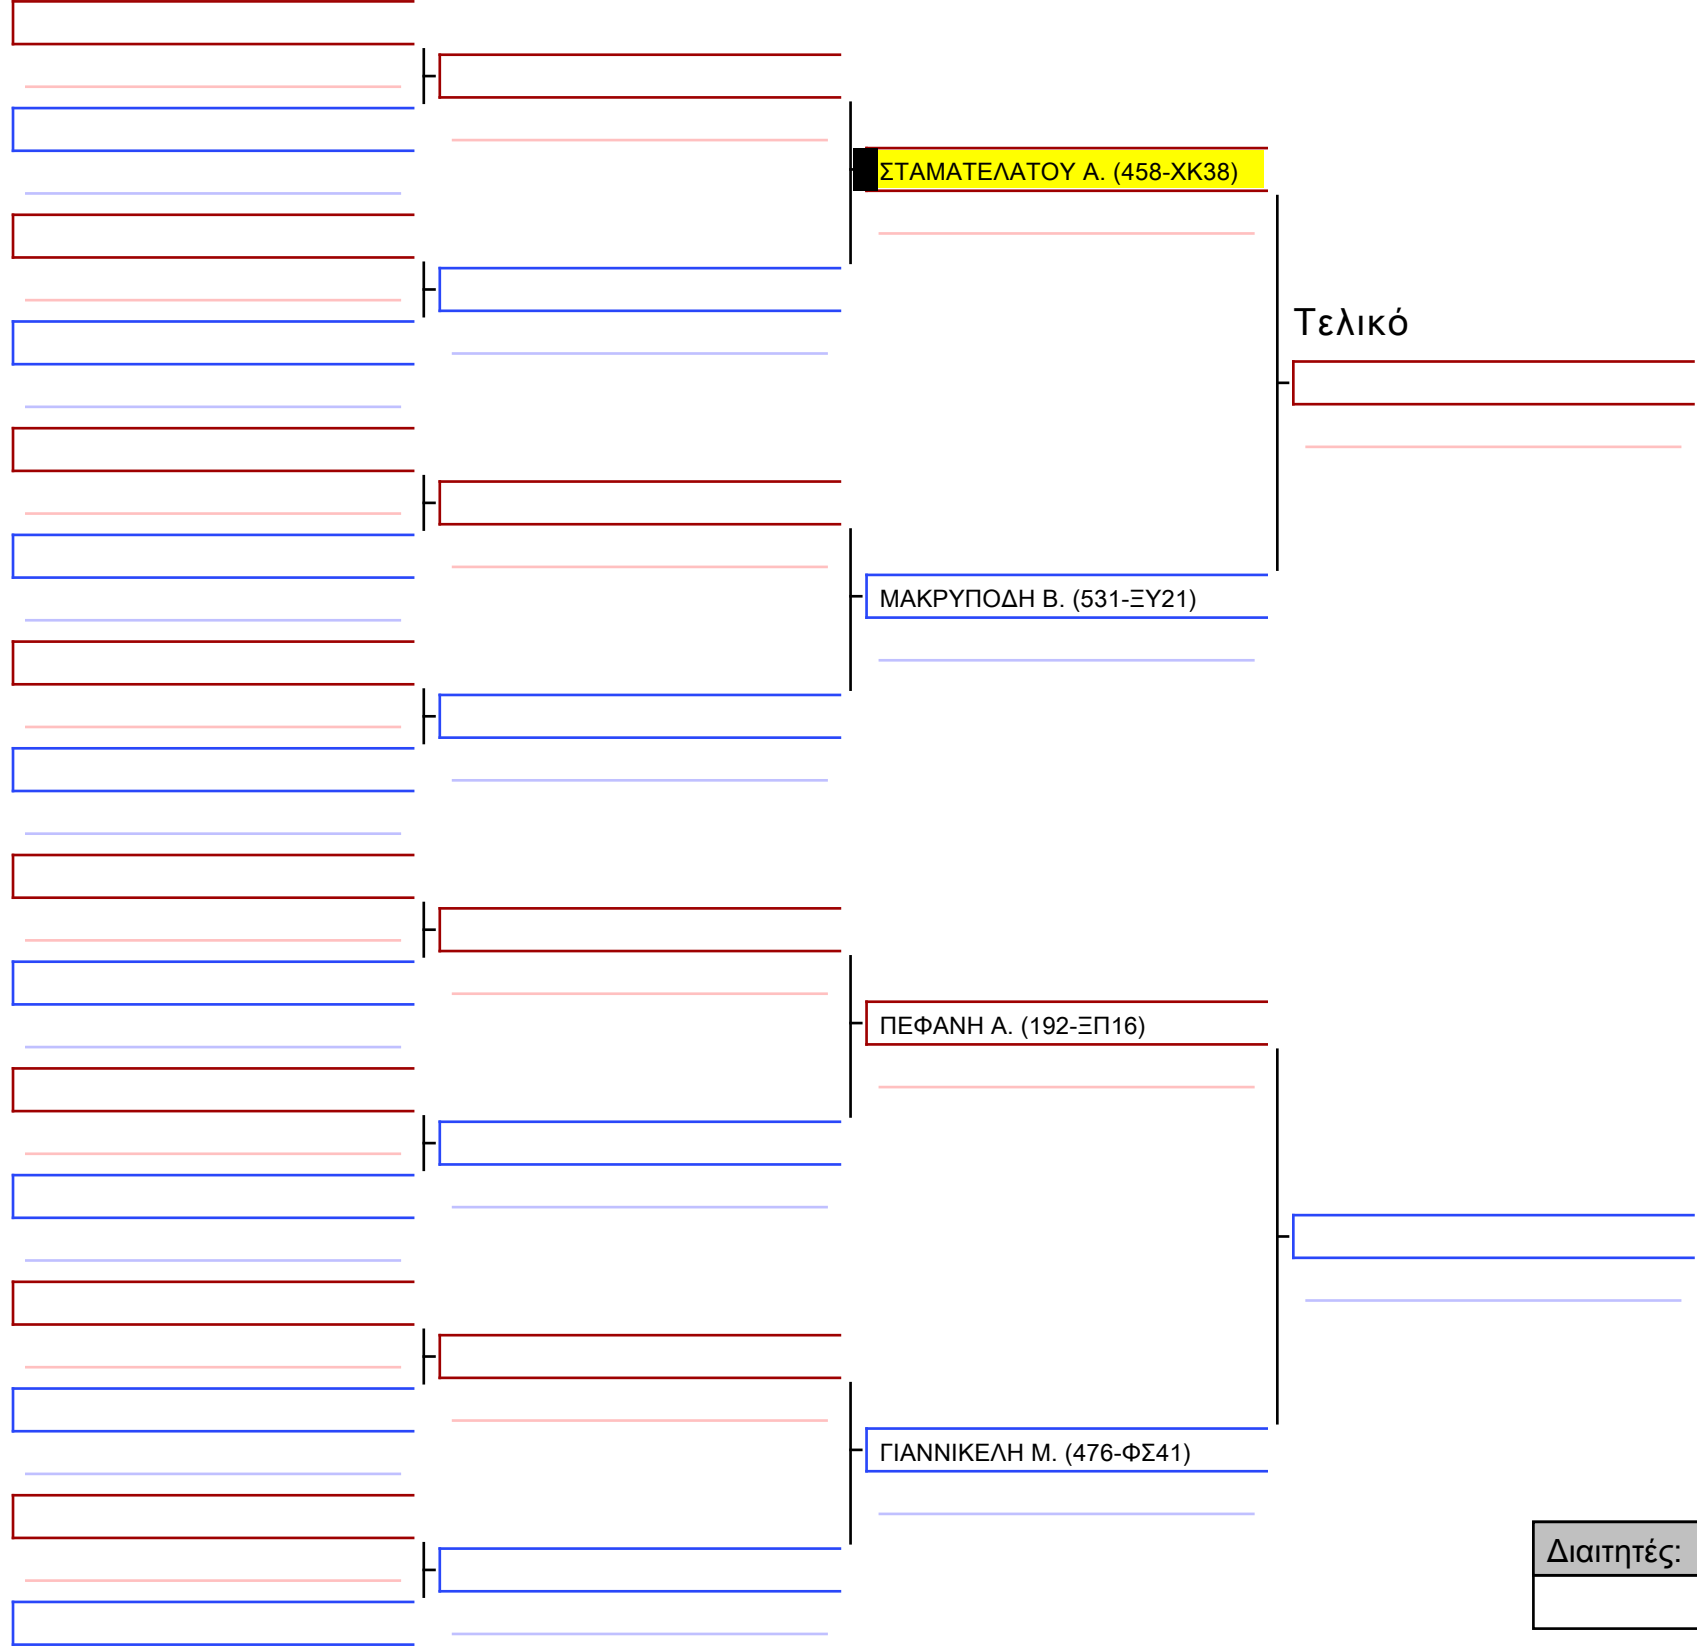 ΣΤΑΜΑΤΕΛΑΤΟΥ Α. (458-ΧΚ38)
Τελικό
ΜΑΚΡΥΠΟΔΗ Β. (531-ΞΥ21)
ΠΕΦΑΝΗ Α. (192-ΞΠ16)
ΓΙΑΝΝΙΚΕΛΗ Μ. (476-ΦΣ41)
Διαιτητές: